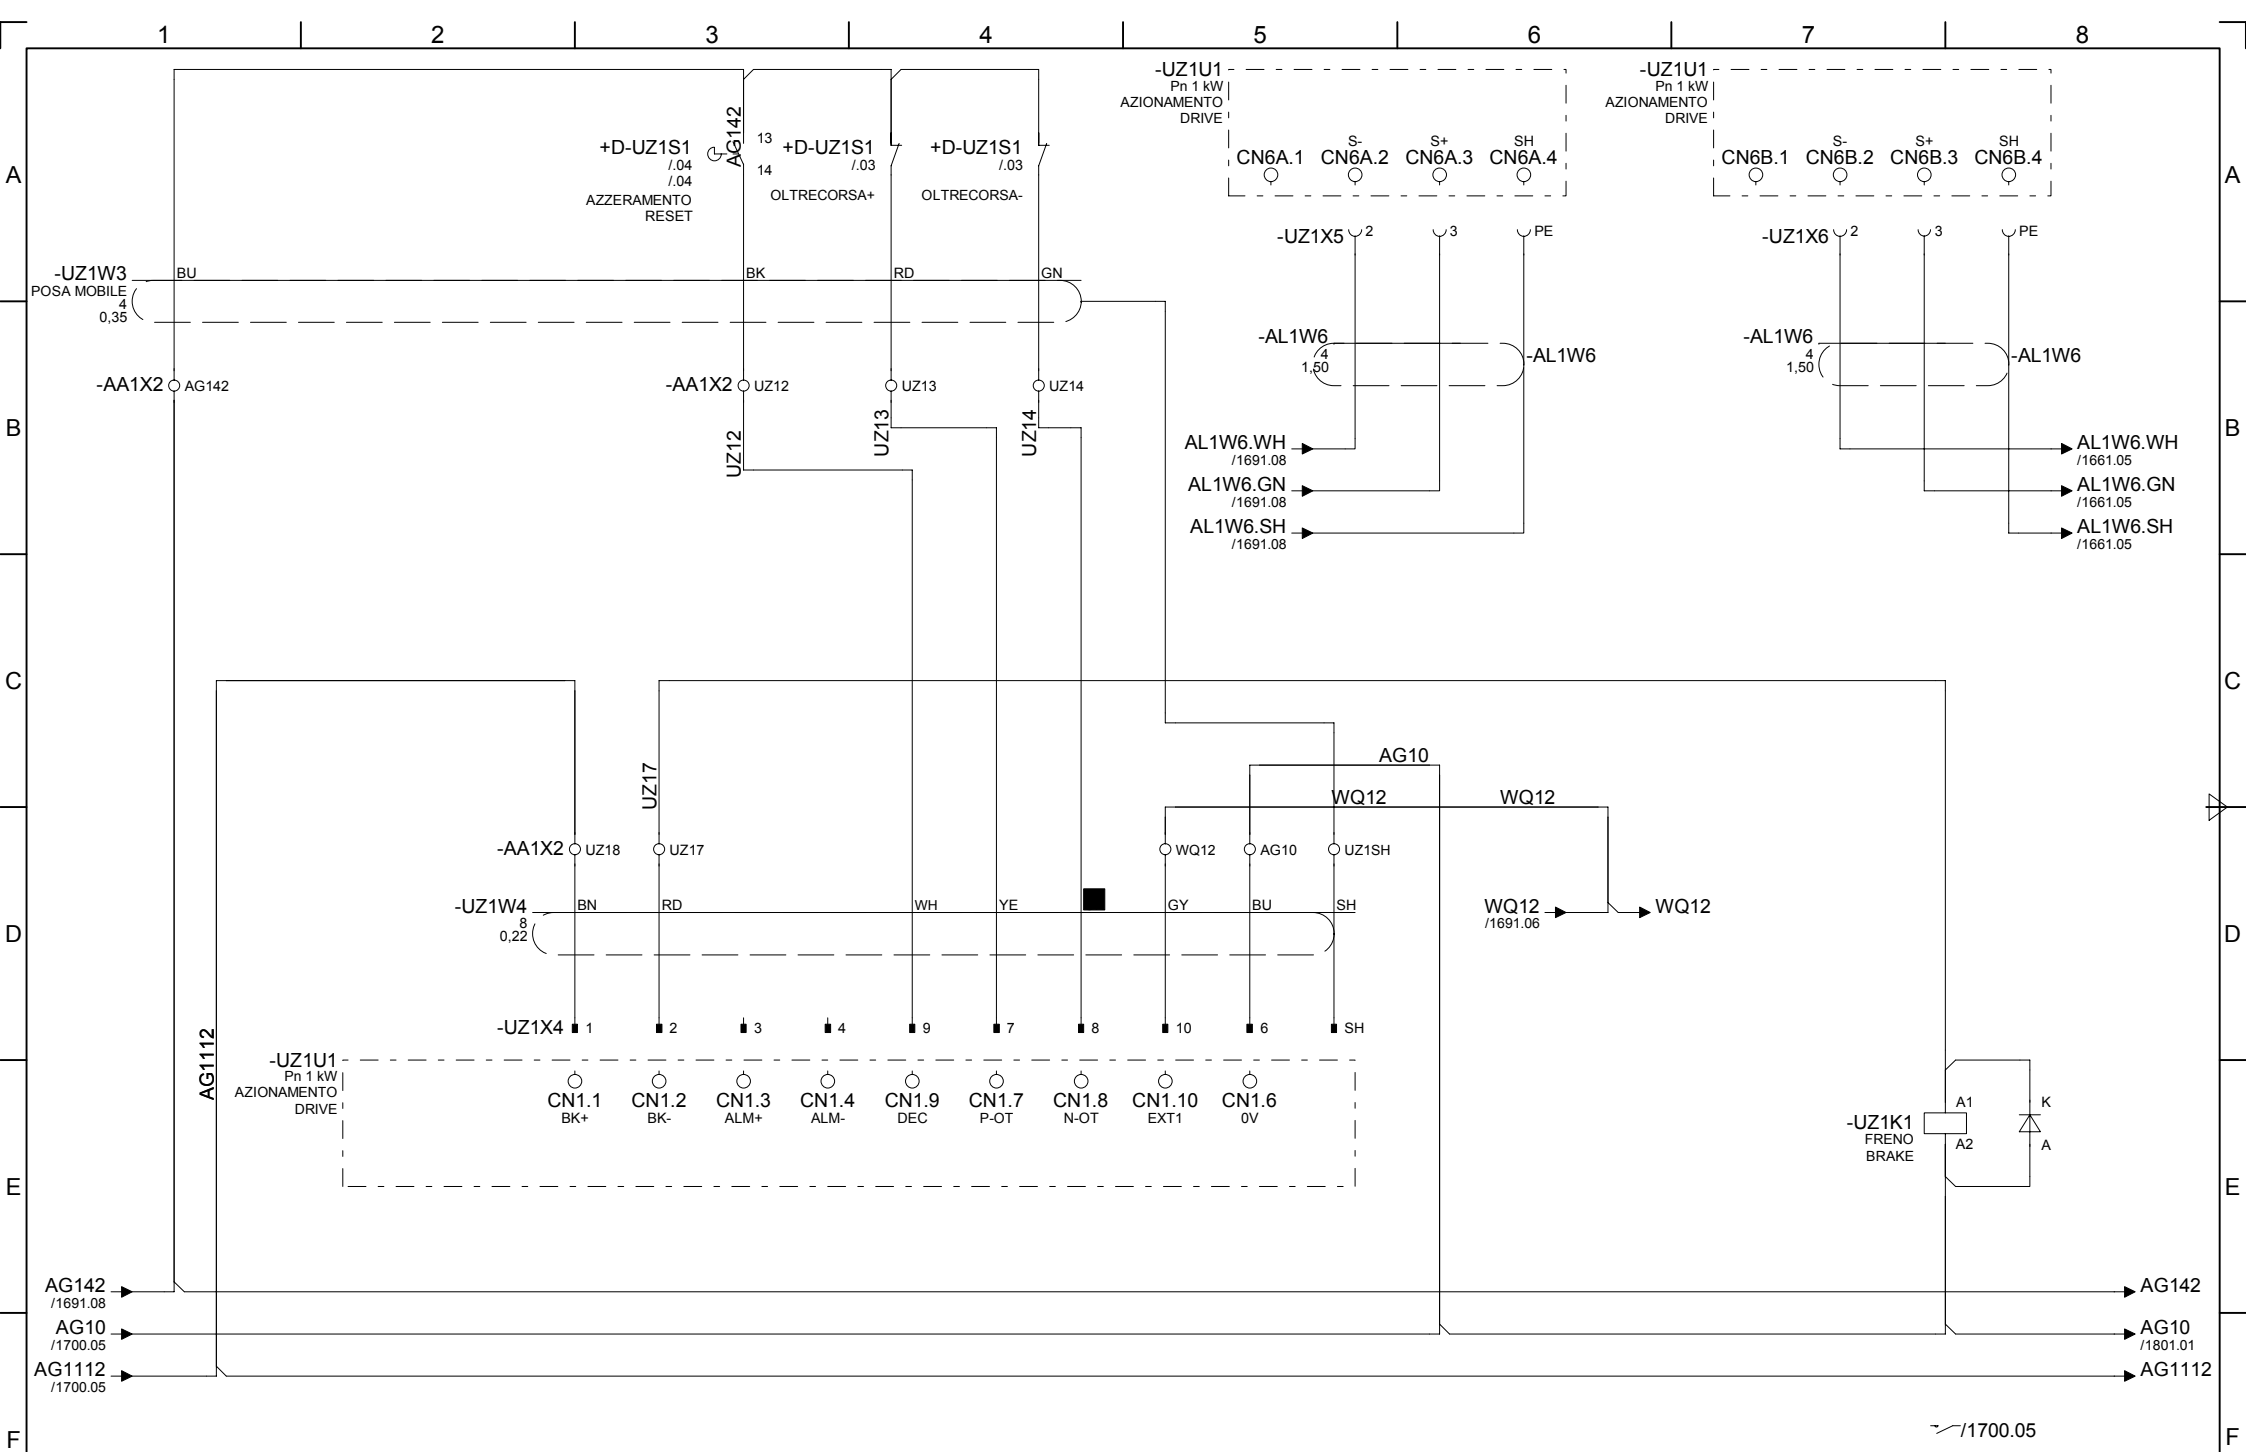 1 2 3 4 5 6 7 8
A A
B B
C C
D D
E E
F F
AG142
+D-UZ1S1
/.04
/.04
AZZERAMENTO
RESET
13
14
+D-UZ1S1
/.03
OLTRECORSA+
+D-UZ1S1
/.03
OLTRECORSA-
-UZ1U1
Pn 1 kW
AZIONAMENTO
DRIVE
S- S+ SH
CN6A.1 CN6A.2 CN6A.3 CN6A.4
-UZ1X5 2 3 PE
-UZ1U1
Pn 1 kW
AZIONAMENTO
DRIVE
S- S+ SH
CN6B.1 CN6B.2 CN6B.3 CN6B.4
-UZ1X6 2 3 PE
-UZ1W3
POSA MOBILE
4
0,35
BU BK RD GN
-AL1W6
4
1,50
-AL1W6
-AL1W6
4
1,50
-AL1W6
-AA1X2 AG142
-AA1X2 UZ12 UZ13 UZ14
UZ12
UZ13
UZ14
AL1W6.WH
/1691.08
AL1W6.GN
/1691.08
AL1W6.SH
/1691.08
AL1W6.WH
/1661.05
AL1W6.GN
/1661.05
AL1W6.SH
/1661.05
UZ17
AG10
WQ12 WQ12
-AA1X2 UZ18 UZ17 WQ12 AG10 UZ1SH
-UZ1W4
8
0,22
BN RD WH YE GY BU SH
WQ12
/1691.06
WQ12
-UZ1X4 1 2 3 4 9 7 8 10 6 SH
AG1112
-UZ1U1
Pn 1 kW
AZIONAMENTO
DRIVE
CN1.1 CN1.2 CN1.3 CN1.4 CN1.9 CN1.7 CN1.8 CN1.10 CN1.6
BK+ BK- ALM+ ALM- DEC P-OT N-OT EXT1 0V
-UZ1K1
FRENO
BRAKE
A1
A2
K
A
AG142
/1691.08
AG142
AG10
/1700.05
AG10
/1801.01
AG1112
/1700.05
AG1112
/1700.05